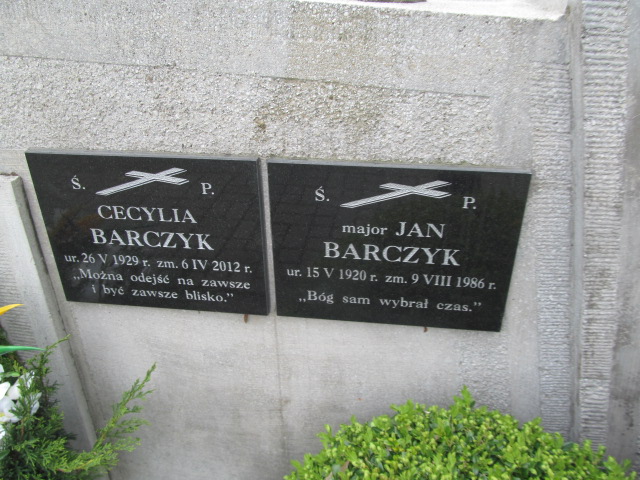 Ś. P.
CECYLIA
BARCZYK
ur. 26 V 1929 r. zm. 6 IV 2012 r.
„Można odejść na zawsze
i być zawsze blisko."
Ś. P.
major JAN
BARCZYK
ur. 15 V 1920 r. zm. 9 VIII 1986 r.
„Bóg sam wybrał czas."